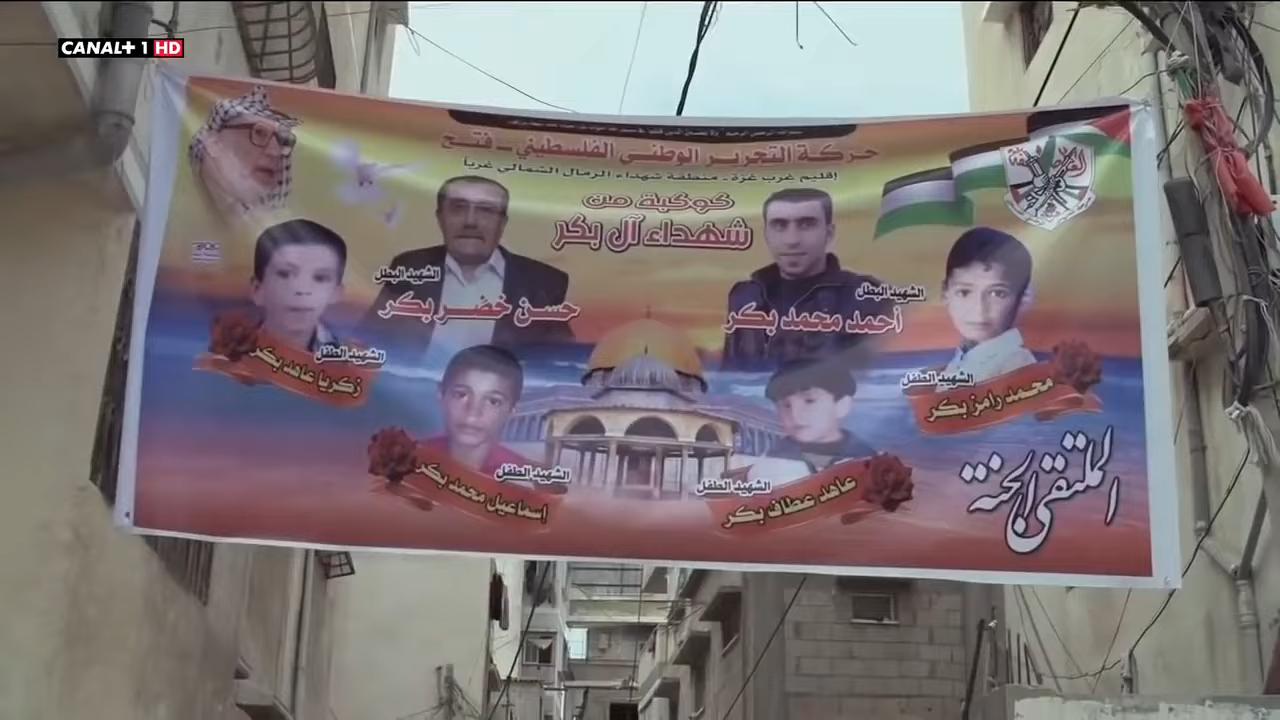 CANAL+ 1 HD
حركة التحرير الوطني الفلسطيني - فتح
إقليم غرب غزة - منطقة شهداء الرمال الشمالي غرباً
كوكبة من
شهداء آل بكر
الشهيد البطل
أحمد محمد بكر
الشهيد البطل
حسن خضر بكر
الشهيد الطفل
محمد رامز بكر
الشهيد الطفل
زكريا عاهد بكر
الشهيد الطفل
عاهد عطاف بكر
الشهيد الطفل
إسماعيل محمد بكر
الملتقى الجنة